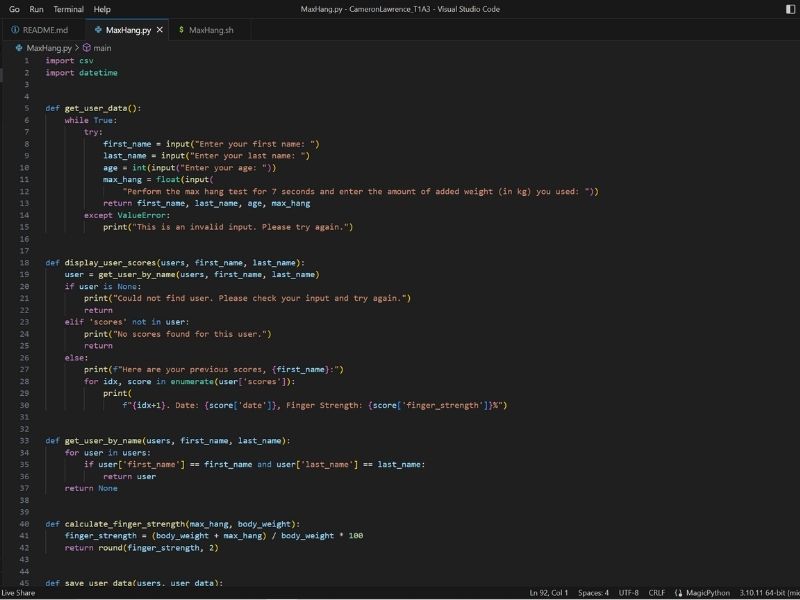 Go Run Terminal Help MaxHang.py - CameronLawrence_T1A3 - Visual Studio Code
README.md MaxHang.py $ MaxHang.sh
MaxHang.py > main
1 import csv
2 import datetime
3
4
5 def get_user_data():
6 while True:
7 try:
8 first_name = input("Enter your first name: ")
9 last_name = input("Enter your last name: ")
10 age = int(input("Enter your age: "))
11 max_hang = float(input(
12 "Perform the max hang test for 7 seconds and enter the amount of added weight (in kg) you used: "))
13 return first_name, last_name, age, max_hang
14 except ValueError:
15 print("This is an invalid input. Please try again.")
16
17
18 def display_user_scores(users, first_name, last_name):
19 user = get_user_by_name(users, first_name, last_name)
20 if user is None:
21 print("Could not find user. Please check your input and try again.")
22 return
23 elif 'scores' not in user:
24 print("No scores found for this user.")
25 return
26 else:
27 print(f"Here are your previous scores, {first_name}:")
28 for idx, score in enumerate(user['scores']):
29 print(
30 f"{idx+1}. Date: {score['date']}, Finger Strength: {score['finger_strength']}%")
31
32
33 def get_user_by_name(users, first_name, last_name):
34 for user in users:
35 if user['first_name'] == first_name and user['last_name'] == last_name:
36 return user
37 return None
38
39
40 def calculate_finger_strength(max_hang, body_weight):
41 finger_strength = (body_weight + max_hang) / body_weight * 100
42 return round(finger_strength, 2)
43
44
45 def save_user_data(users, user_data):
Live Share Ln 92, Col 1 Spaces: 4 UTF-8 CRLF MagicPython 3.10.11 64-bit